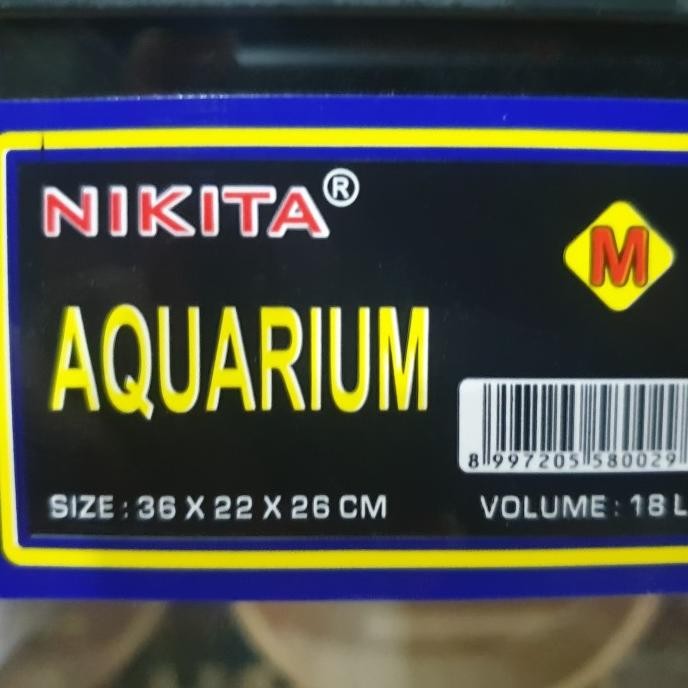 NIKITA®
M
AQUARIUM
8 997205 580029
SIZE : 36 X 22 X 26 CM
VOLUME : 18 L